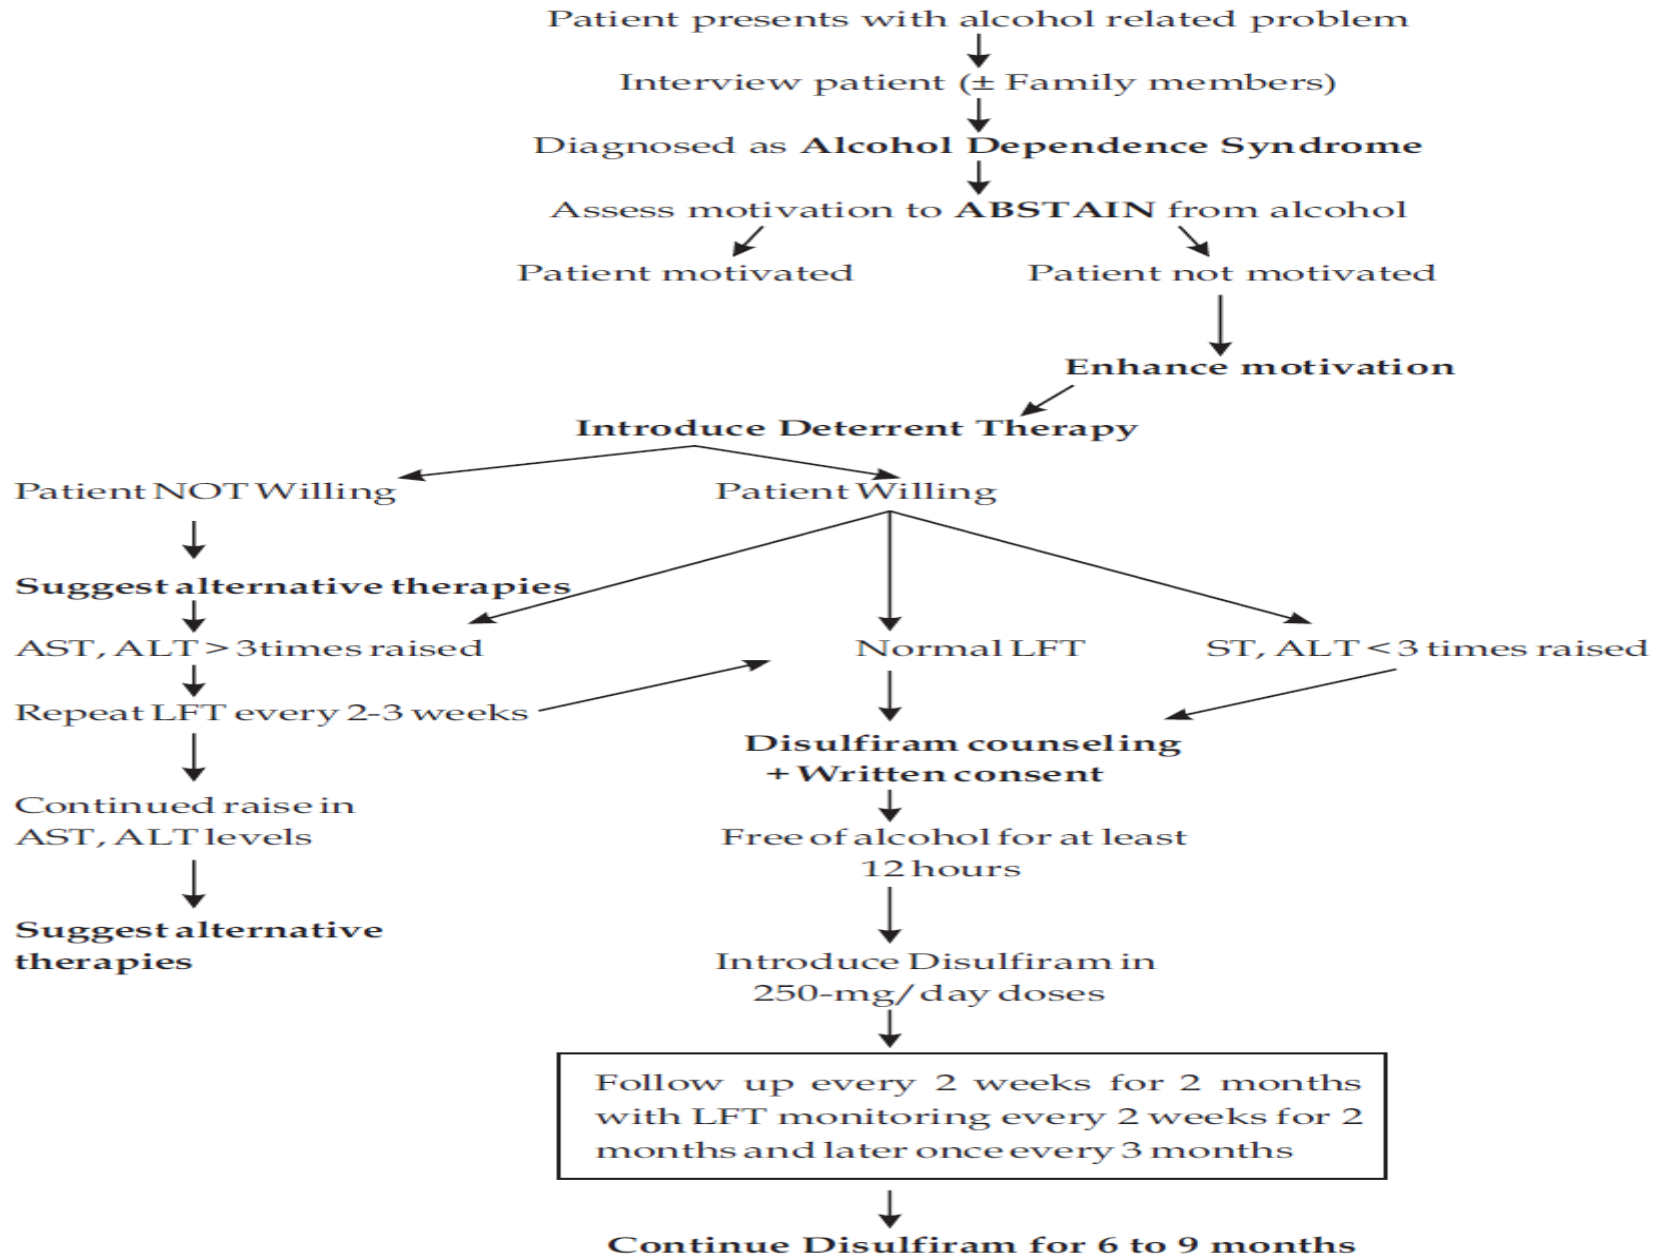 Patient presents with alcohol related problem
Interview patient (± Family members)
Diagnosed as Alcohol Dependence Syndrome
Assess motivation to ABSTAIN from alcohol
Patient motivated
Patient not motivated
Enhance motivation
Introduce Deterrent Therapy
Patient NOT Willing
Patient Willing
Suggest alternative therapies
AST, ALT > 3 times raised
Normal LFT
ST, ALT < 3 times raised
Repeat LFT every 2-3 weeks
Disulfiram counseling
+ Written consent
Continued raise in
AST, ALT levels
Free of alcohol for at least
12 hours
Suggest alternative
therapies
Introduce Disulfiram in
250-mg/day doses
Follow up every 2 weeks for 2 months
with LFT monitoring every 2 weeks for 2
months and later once every 3 months
Continue Disulfiram for 6 to 9 months